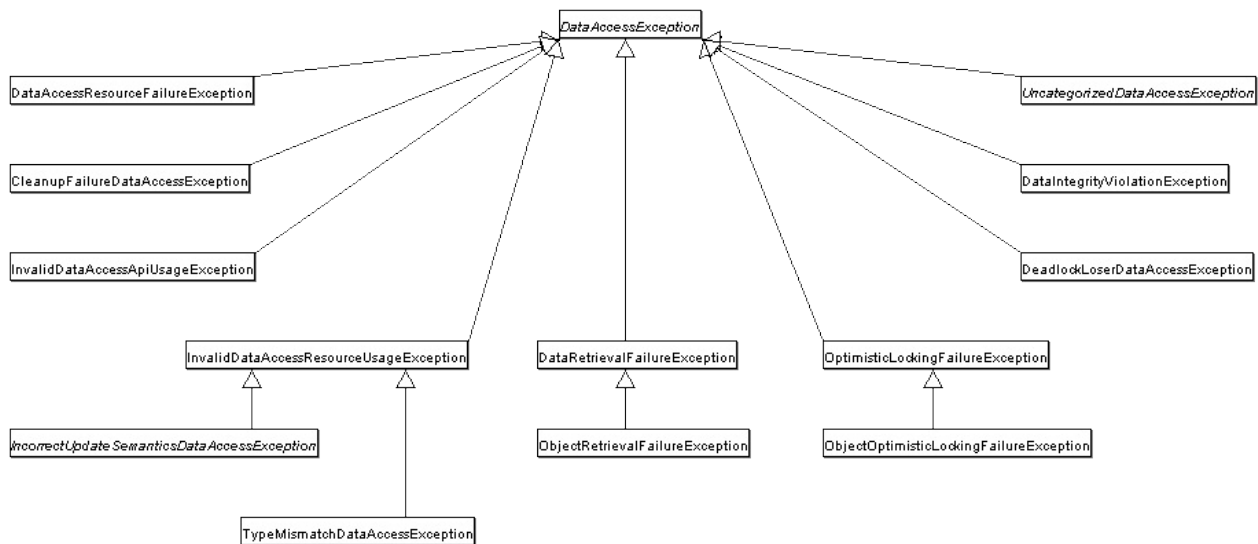 DataAccessException
DataAccessResourceFailureException
UncategorizedDataAccessException
CleanupFailureDataAccessException
DataIntegrityViolationException
InvalidDataAccessApiUsageException
DeadlockLoserDataAccessException
InvalidDataAccessResourceUsageException
DataRetrievalFailureException
OptimisticLockingFailureException
IncorrectUpdateSemanticsDataAccessException
ObjectRetrievalFailureException
ObjectOptimisticLockingFailureException
TypeMismatchDataAccessException